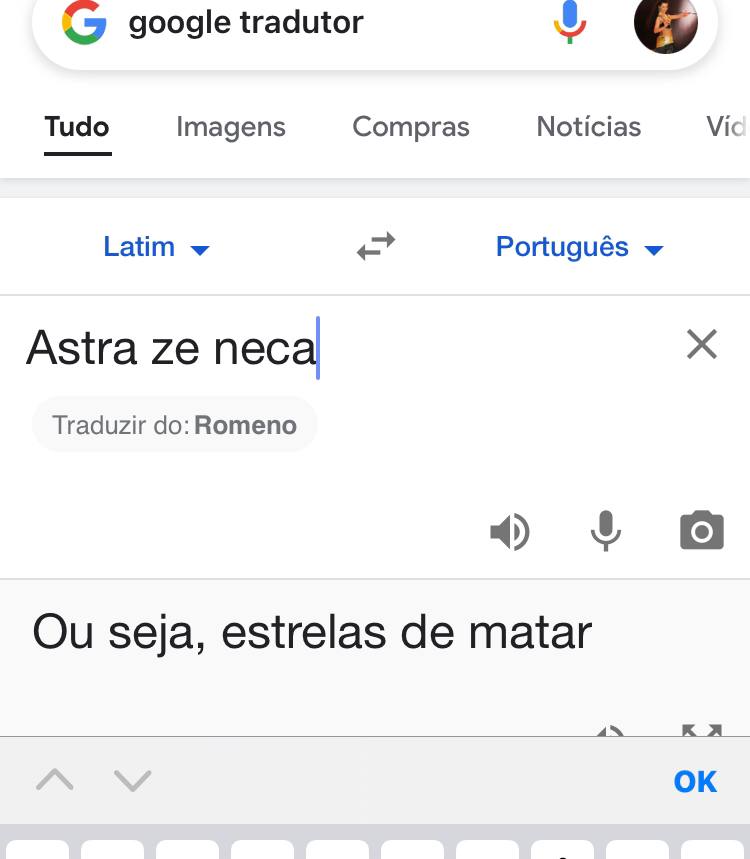 google tradutor
Tudo Imagens Compras Notícias Víd
Latim Português
Astra ze neca
Traduzir do: Romeno
Ou seja, estrelas de matar
OK